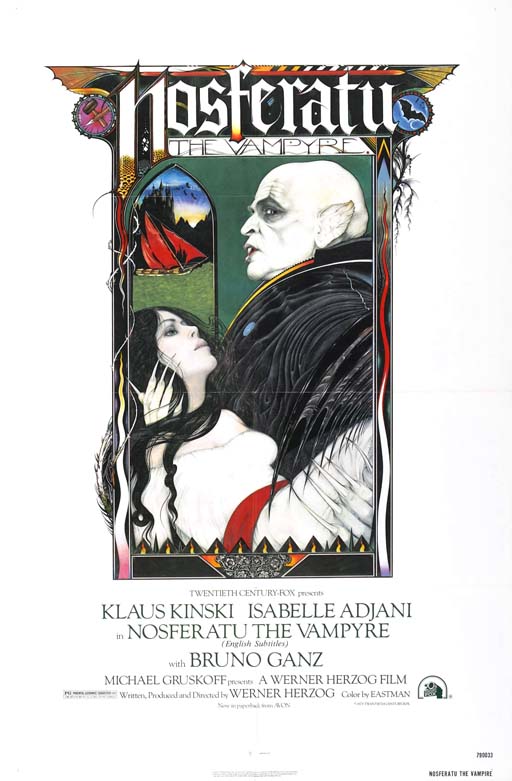 Nosferatu
THE VAMPYRE.
TWENTIETH CENTURY-FOX presents
KLAUS KINSKI ISABELLE ADJANI
in NOSFERATU THE VAMPYRE
(English Subtitles)
with BRUNO GANZ
MICHAEL GRUSKOFF presents A WERNER HERZOG FILM
PG
Written, Produced and Directed by WERNER HERZOG Color by EASTMAN
Now in paperback from AVON
790033
NOSFERATU THE VAMPIRE